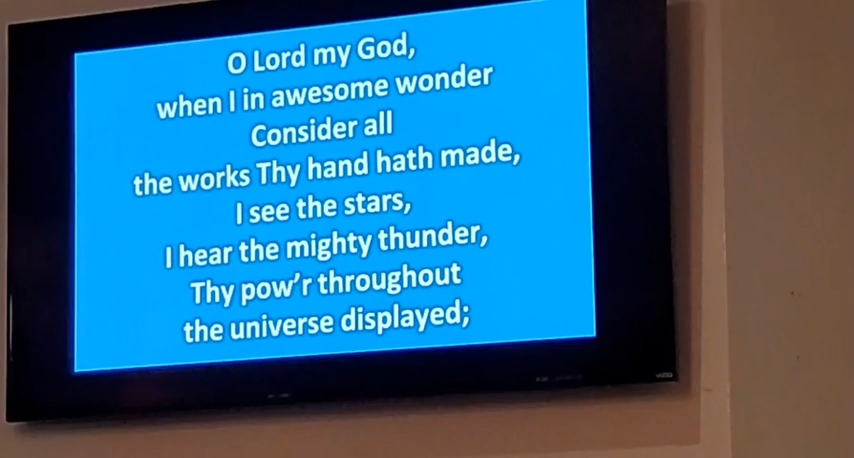 O Lord my God,
when I in awesome wonder
Consider all
the works Thy hand hath made,
I see the stars,
I hear the mighty thunder,
Thy pow'r throughout
the universe displayed;
VIZIO